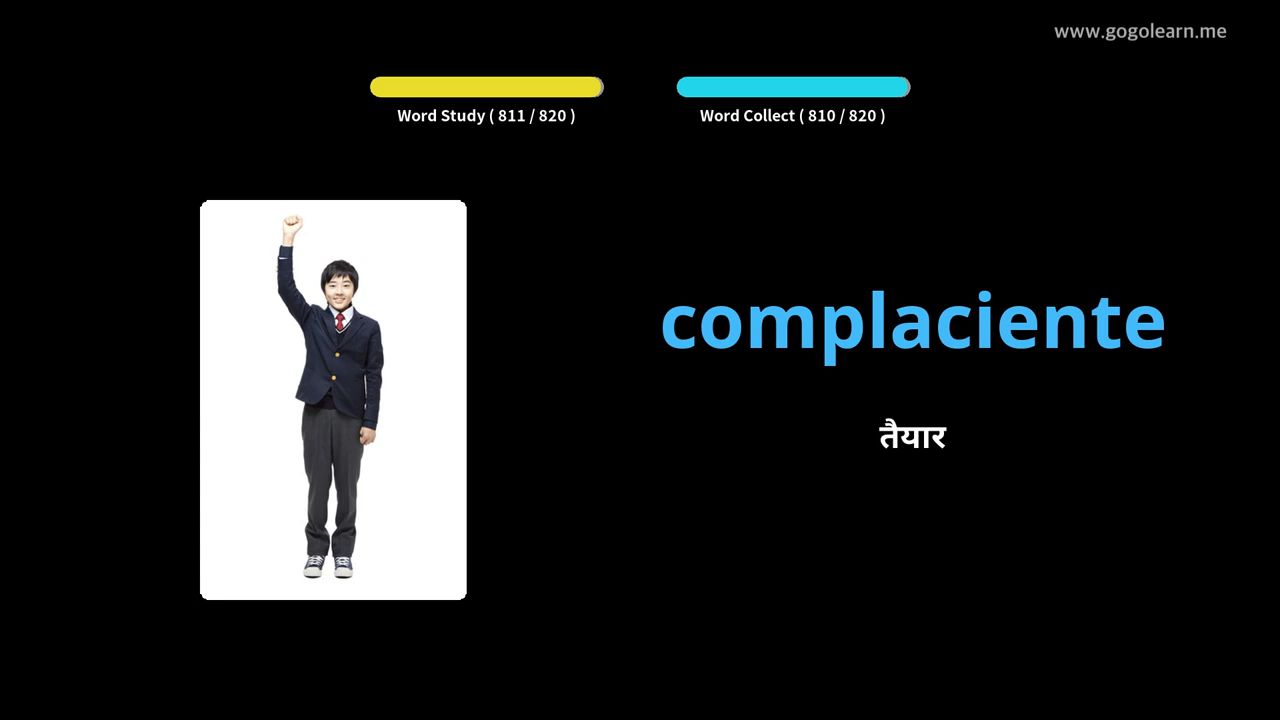 www.gogolearn.me
Word Study ( 811 / 820 )
Word Collect ( 810 / 820 )
complaciente
तैयार